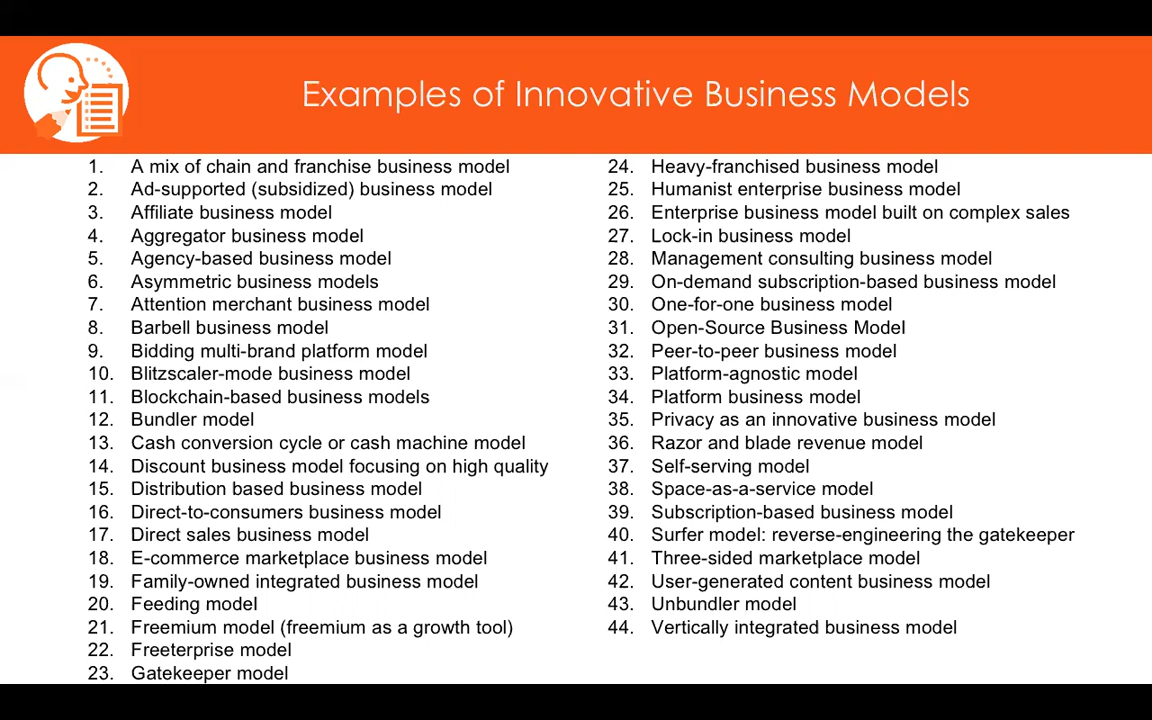 Examples of Innovative Business Models
1. A mix of chain and franchise business model
2. Ad-supported (subsidized) business model
3. Affiliate business model
4. Aggregator business model
5. Agency-based business model
6. Asymmetric business models
7. Attention merchant business model
8. Barbell business model
9. Bidding multi-brand platform model
10. Blitzscaler-mode business model
11. Blockchain-based business models
12. Bundler model
13. Cash conversion cycle or cash machine model
14. Discount business model focusing on high quality
15. Distribution based business model
16. Direct-to-consumers business model
17. Direct sales business model
18. E-commerce marketplace business model
19. Family-owned integrated business model
20. Feeding model
21. Freemium model (freemium as a growth tool)
22. Freeterprise model
23. Gatekeeper model
24. Heavy-franchised business model
25. Humanist enterprise business model
26. Enterprise business model built on complex sales
27. Lock-in business model
28. Management consulting business model
29. On-demand subscription-based business model
30. One-for-one business model
31. Open-Source Business Model
32. Peer-to-peer business model
33. Platform-agnostic model
34. Platform business model
35. Privacy as an innovative business model
36. Razor and blade revenue model
37. Self-serving model
38. Space-as-a-service model
39. Subscription-based business model
40. Surfer model: reverse-engineering the gatekeeper
41. Three-sided marketplace model
42. User-generated content business model
43. Unbundler model
44. Vertically integrated business model